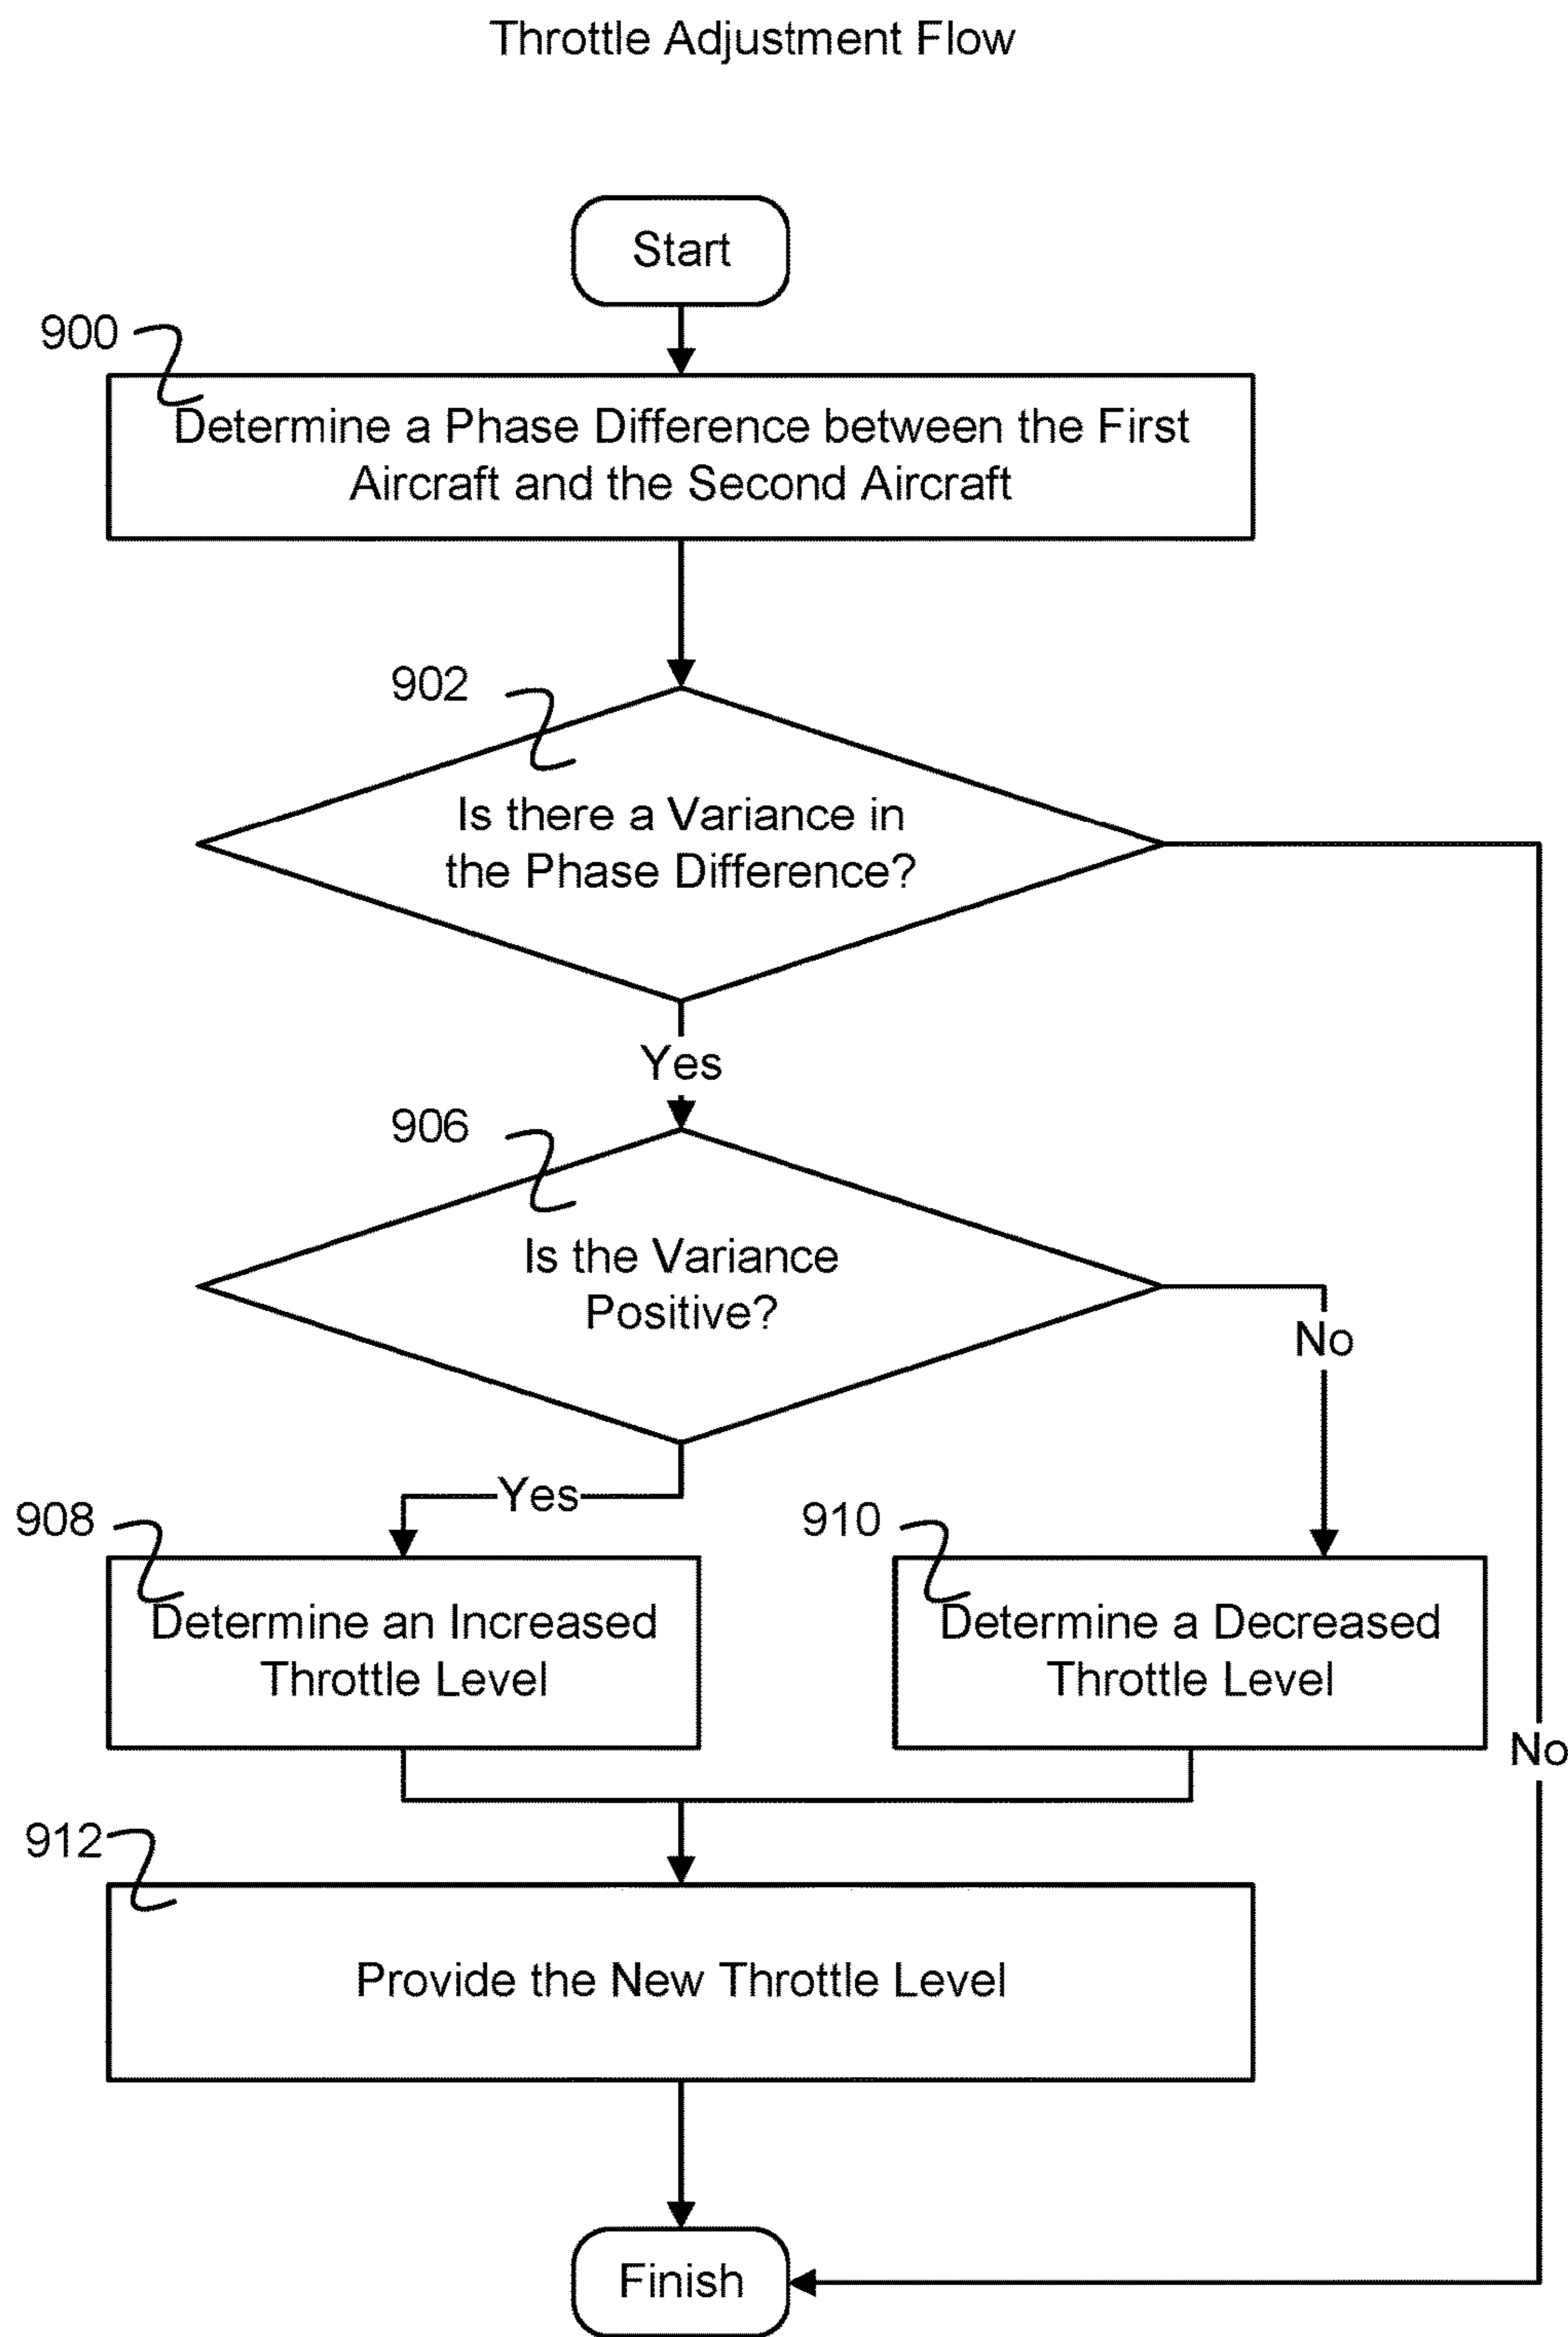 Throttle Adjustment Flow
Start
900
Determine a Phase Difference between the First
Aircraft and the Second Aircraft
902
Is there a Variance in
the Phase Difference?
Yes
906
Is the Variance
Positive?
No
Yes
908
910
Determine an Increased
Throttle Level
Determine a Decreased
Throttle Level
No
912
Provide the New Throttle Level
Finish